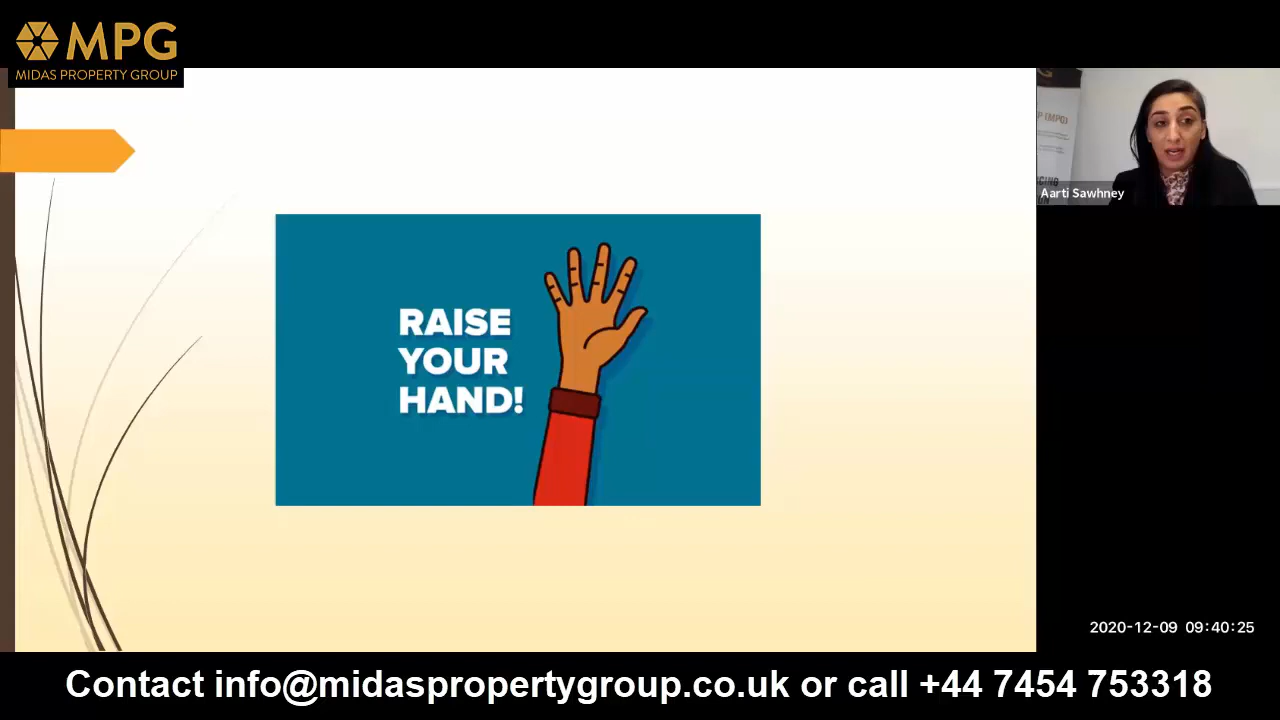 MPG
MIDAS PROPERTY GROUP
P (MPG)
Aarti Sawhney
RAISE
YOUR
HAND!
2020-12-09 09:40:25
Contact info@midaspropertygroup.co.uk or call +44 7454 753318